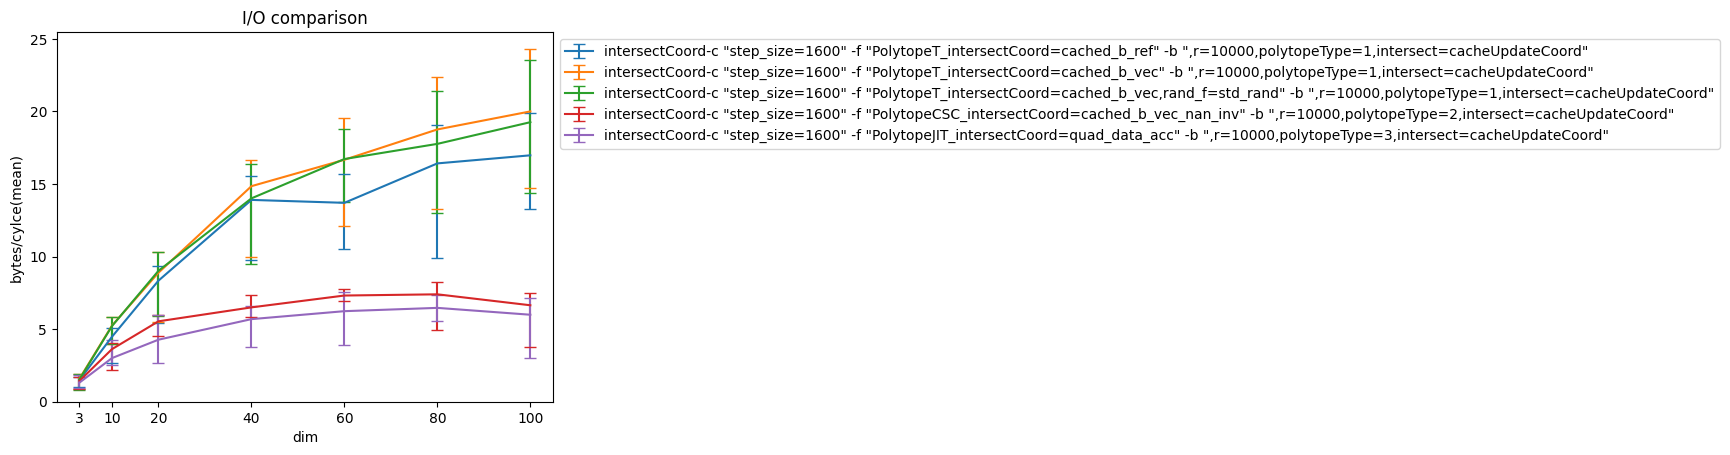 I/O comparison
25
20
15
10
5
0
bytes/cylce(mean)
3 10 20 40 60 80 100
dim
intersectCoord-c "step_size=1600" -f "PolytopeT_intersectCoord=cached_b_ref" -b ",r=10000,polytopeType=1,intersect=cacheUpdateCoord"
intersectCoord-c "step_size=1600" -f "PolytopeT_intersectCoord=cached_b_vec" -b ",r=10000,polytopeType=1,intersect=cacheUpdateCoord"
intersectCoord-c "step_size=1600" -f "PolytopeT_intersectCoord=cached_b_vec,rand_f=std_rand" -b ",r=10000,polytopeType=1,intersect=cacheUpdateCoord"
intersectCoord-c "step_size=1600" -f "PolytopeCSC_intersectCoord=cached_b_vec_nan_inv" -b ",r=10000,polytopeType=2,intersect=cacheUpdateCoord"
intersectCoord-c "step_size=1600" -f "PolytopeJIT_intersectCoord=quad_data_acc" -b ",r=10000,polytopeType=3,intersect=cacheUpdateCoord"